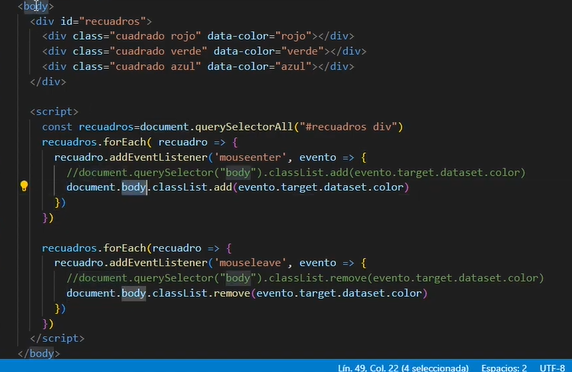 <body>
<div id="recuadros">
<div class="cuadrado rojo" data-color="rojo"></div>
<div class="cuadrado verde" data-color="verde"></div>
<div class="cuadrado azul" data-color="azul"></div>
</div>
<script>
const recuadros=document.querySelectorAll("#recuadros div")
recuadros.forEach( recuadro => {
recuadro.addEventListener('mouseenter', evento => {
//document.querySelector("body").classList.add(evento.target.dataset.color)
document.body.classList.add(evento.target.dataset.color)
})
})
recuadros.forEach(recuadro => {
recuadro.addEventListener('mouseleave', evento => {
//document.querySelector("body").classList.remove(evento.target.dataset.color)
document.body.classList.remove(evento.target.dataset.color)
})
})
</script>
</body>
Lín. 49, Col. 22 (4 seleccionada) Espacios: 2 UTF-8